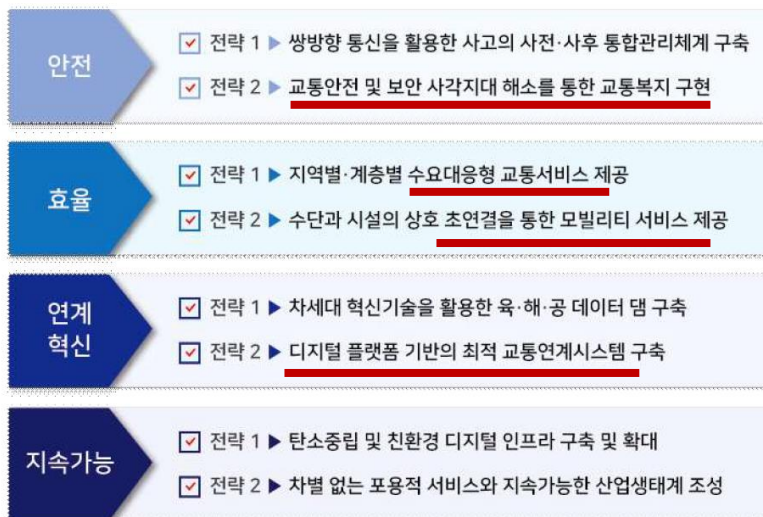 안전
전략 1 ▶ 쌍방향 통신을 활용한 사고의 사전·사후 통합관리체계 구축
전략 2 ▶ 교통안전 및 보안 사각지대 해소를 통한 교통복지 구현
효율
전략 1 ▶ 지역별·계층별 수요대응형 교통서비스 제공
전략 2 ▶ 수단과 시설의 상호 초연결을 통한 모빌리티 서비스 제공
연계
혁신
전략 1 ▶ 차세대 혁신기술을 활용한 육·해·공 데이터 댐 구축
전략 2 ▶ 디지털 플랫폼 기반의 최적 교통연계시스템 구축
지속가능
전략 1 ▶ 탄소중립 및 친환경 디지털 인프라 구축 및 확대
전략 2 ▶ 차별 없는 포용적 서비스와 지속가능한 산업생태계 조성